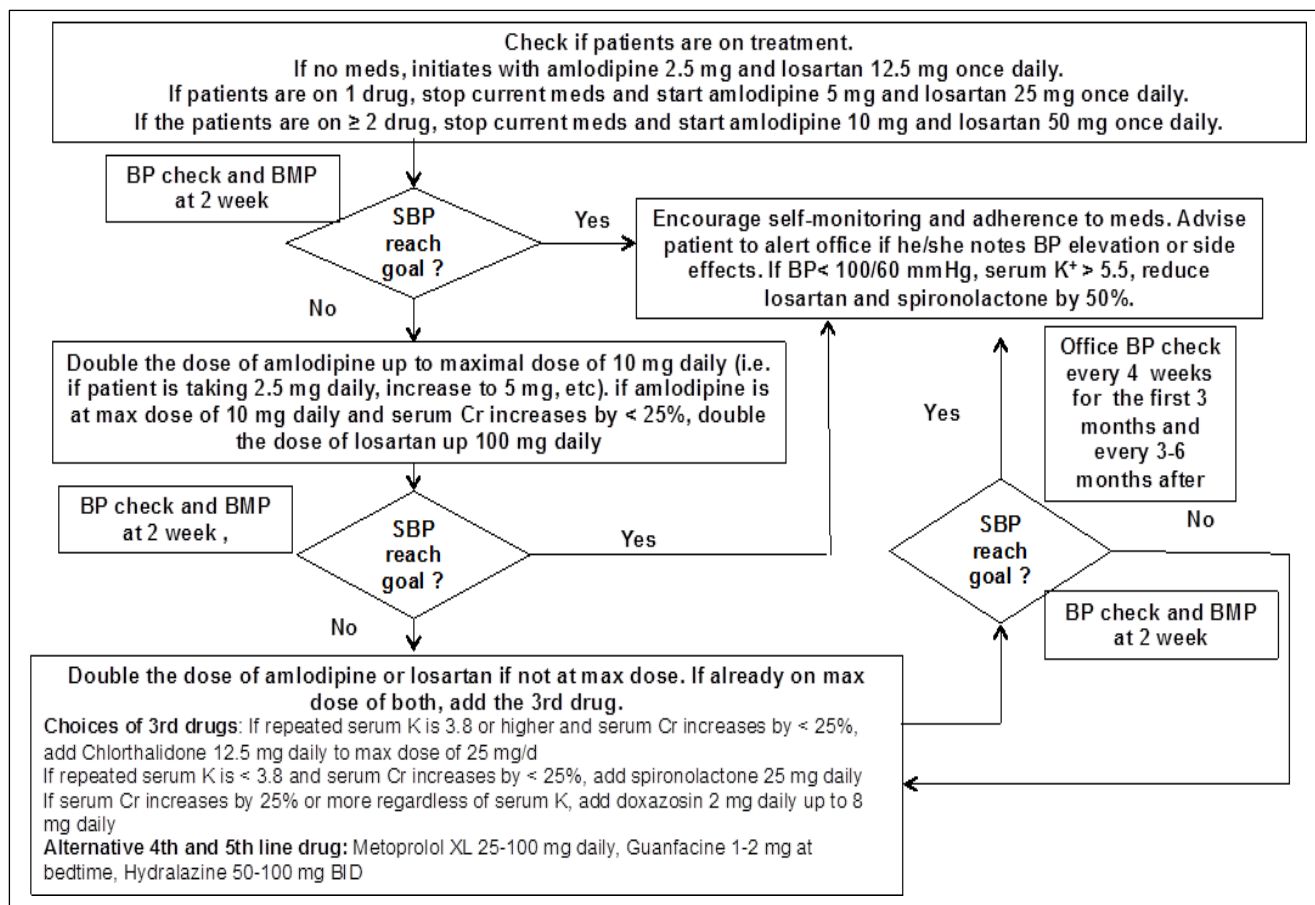 Check if patients are on treatment.
If no meds, initiates with amlodipine 2.5 mg and losartan 12.5 mg once daily.
If patients are on 1 drug, stop current meds and start amlodipine 5 mg and losartan 25 mg once daily.
If the patients are on ≥ 2 drug, stop current meds and start amlodipine 10 mg and losartan 50 mg once daily.
BP check and BMP
at 2 week
SBP
reach
goal ?
Yes
Encourage self-monitoring and adherence to meds. Advise
patient to alert office if he/she notes BP elevation or side
effects. If BP< 100/60 mmHg, serum K⁺ > 5.5, reduce
losartan and spironolactone by 50%.
No
Double the dose of amlodipine up to maximal dose of 10 mg daily (i.e.
if patient is taking 2.5 mg daily, increase to 5 mg, etc). if amlodipine is
at max dose of 10 mg daily and serum Cr increases by < 25%, double
the dose of losartan up 100 mg daily
Office BP check
every 4 weeks
for the first 3
months and
every 3-6
months after
Yes
BP check and BMP
at 2 week ,
SBP
reach
goal ?
Yes
SBP
reach
goal ?
No
BP check and BMP
at 2 week
No
Double the dose of amlodipine or losartan if not at max dose. If already on max
dose of both, add the 3rd drug.
Choices of 3rd drugs: If repeated serum K is 3.8 or higher and serum Cr increases by < 25%,
add Chlorthalidone 12.5 mg daily to max dose of 25 mg/d
If repeated serum K is < 3.8 and serum Cr increases by < 25%, add spironolactone 25 mg daily
If serum Cr increases by 25% or more regardless of serum K, add doxazosin 2 mg daily up to 8
mg daily
Alternative 4th and 5th line drug: Metoprolol XL 25-100 mg daily, Guanfacine 1-2 mg at
bedtime, Hydralazine 50-100 mg BID